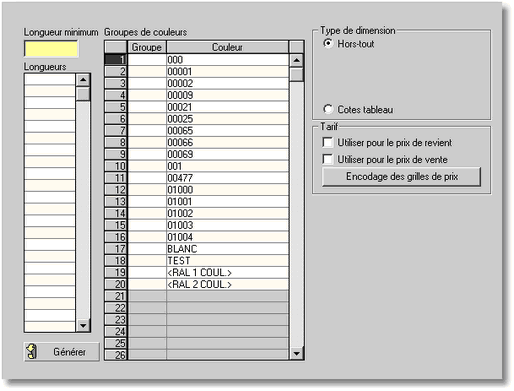 Longueur minimum
Groupes de couleurs
Type de dimension
Groupe Couleur
Hors-tout
Longueurs
1 000
2 00001
3 00002
4 00009
5 00021
6 00025
7 00065
8 00066
9 00069
10 001
11 00477
12 01000
13 01001
14 01002
15 01003
16 01004
17 BLANC
18 TEST
19 <RAL 1 COUL.>
20 <RAL 2 COUL.>
21
22
23
24
25
26
Cotes tableau
Tarif
Utiliser pour le prix de revient
Utiliser pour le prix de vente
Encodage des grilles de prix
Générer